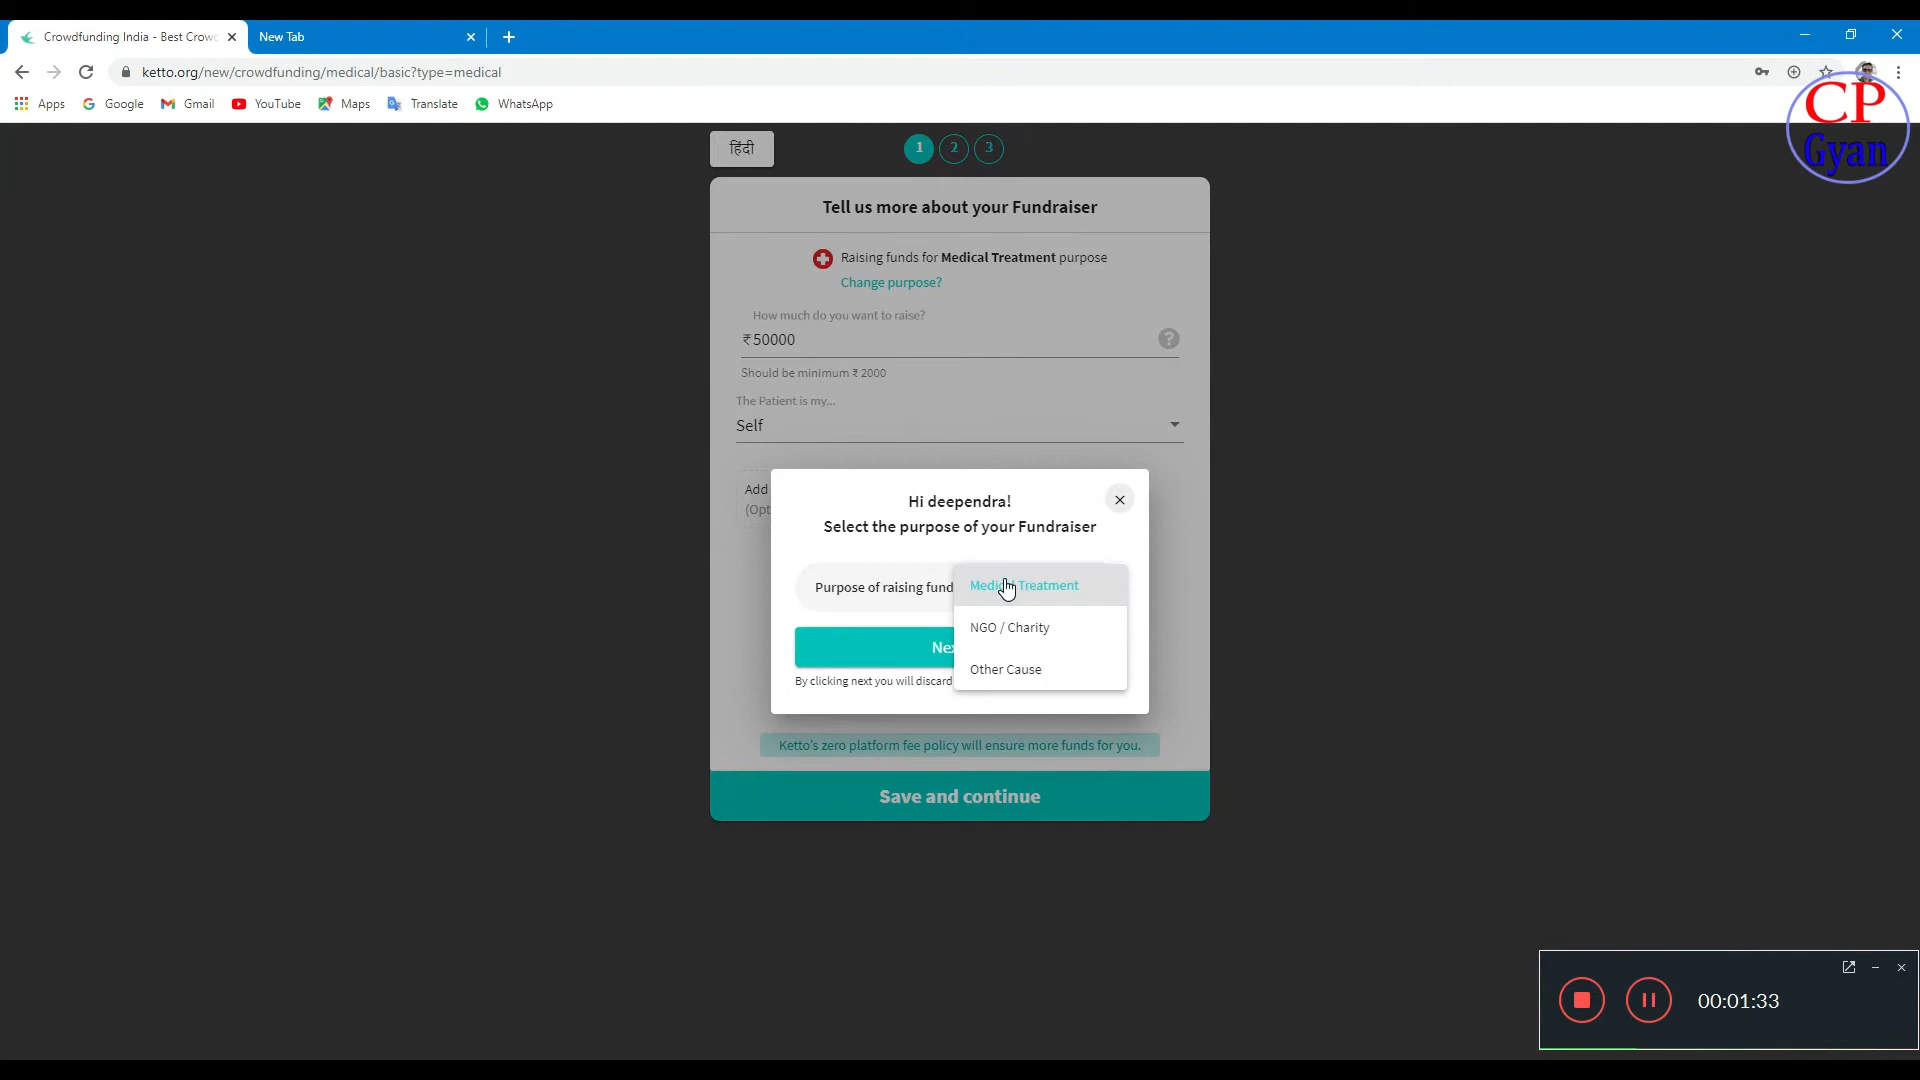 Crowdfunding India - Best Crow
New Tab
ketto.org/new/crowdfunding/medical/basic?type=medical
Apps
Google
Gmail
YouTube
Maps
Translate
WhatsApp
CP
Gyan
हिंदी
1
2
3
Tell us more about your Fundraiser
Raising funds for Medical Treatment purpose
Change purpose?
How much do you want to raise?
₹50000
?
Should be minimum ₹ 2000
The Patient is my...
Self
Add
(Opt
Hi deependra!
Select the purpose of your Fundraiser
Purpose of raising fund
Medical Treatment
NGO / Charity
Other Cause
Nex
By clicking next you will discard
Ketto's zero platform fee policy will ensure more funds for you.
Save and continue
00:01:33